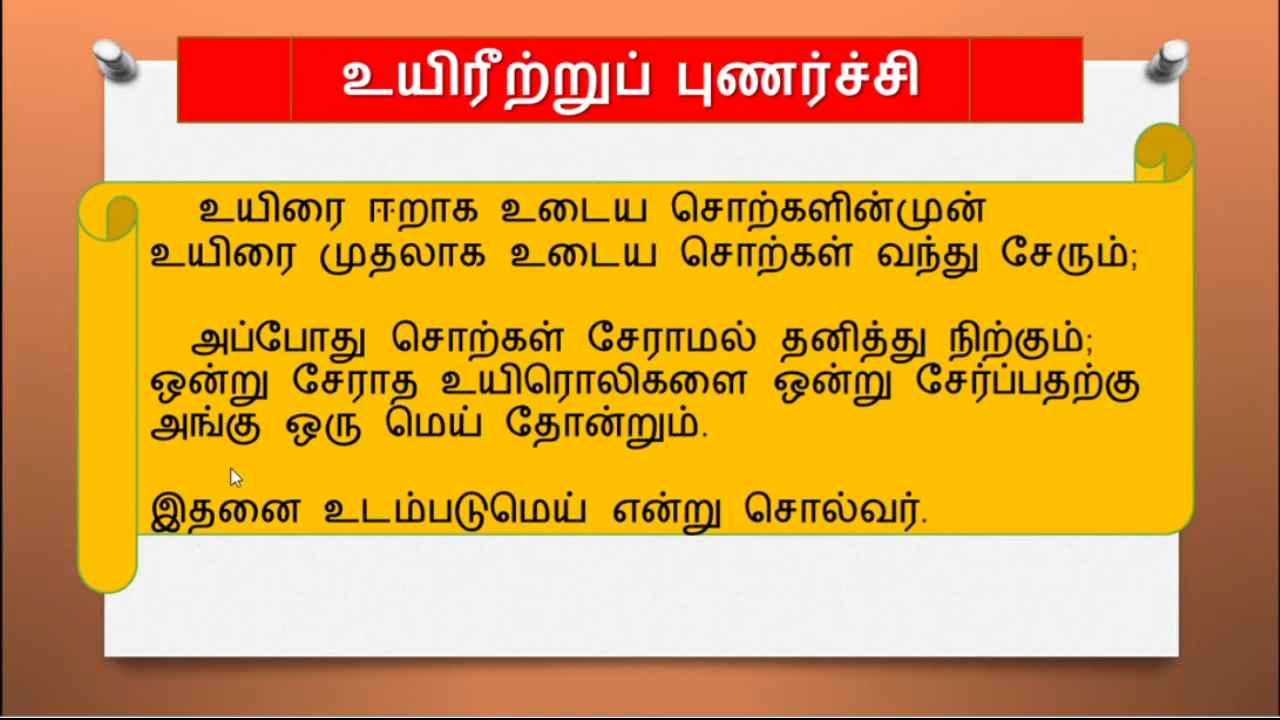 உயிரீற்றுப் புணர்ச்சி
உயிரை ஈறாக உடைய சொற்களின்முன்
உயிரை முதலாக உடைய சொற்கள் வந்து சேரும்;
அப்போது சொற்கள் சேராமல் தனித்து நிற்கும்;
ஒன்று சேராத உயிரொலிகளை ஒன்று சேர்ப்பதற்கு
அங்கு ஒரு மெய் தோன்றும்.
இதனை உடம்படுமெய் என்று சொல்வர்.